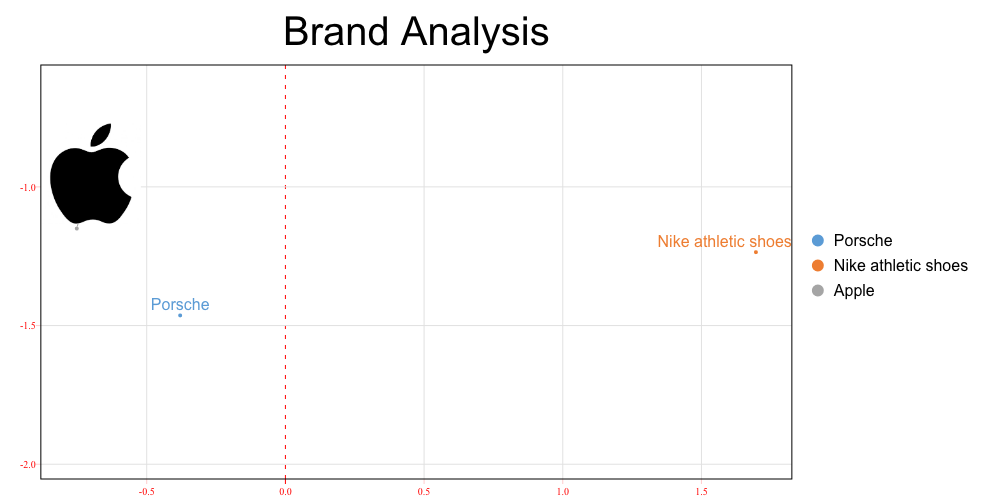 Brand Analysis
-1.0
Nike athletic shoes
Porsche
-1.5
-2.0
-0.5
0.0
0.5
1.0
1.5
Porsche
Nike athletic shoes
Apple